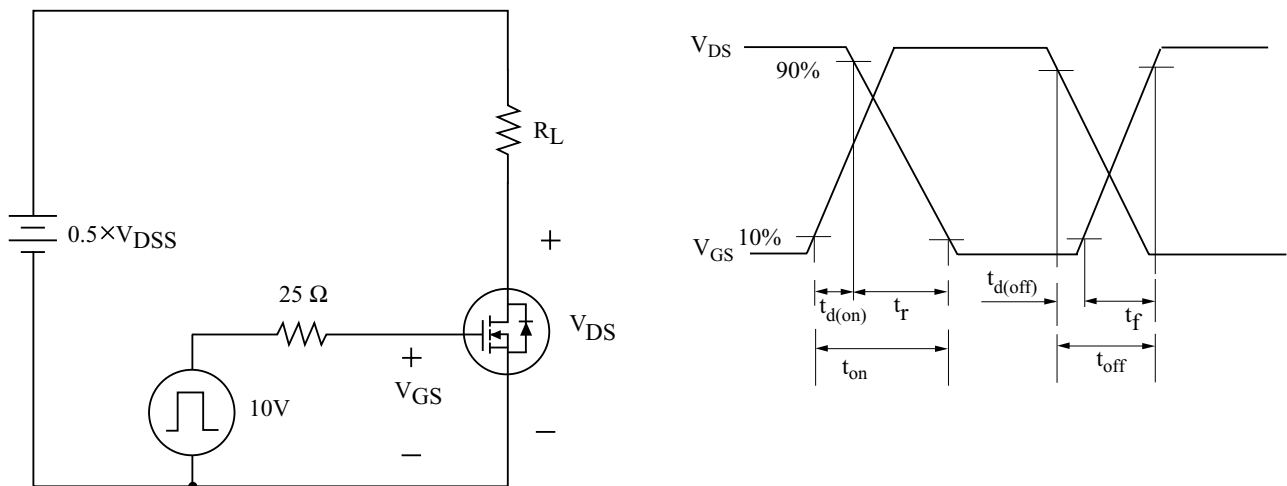 R_L
0.5×V_DSS
+
25 Ω
V_DS
+
V_GS
10V
−
−
V_DS
90%
V_GS 10%
t_d(on)
t_r
t_d(off)
t_f
t_on
t_off